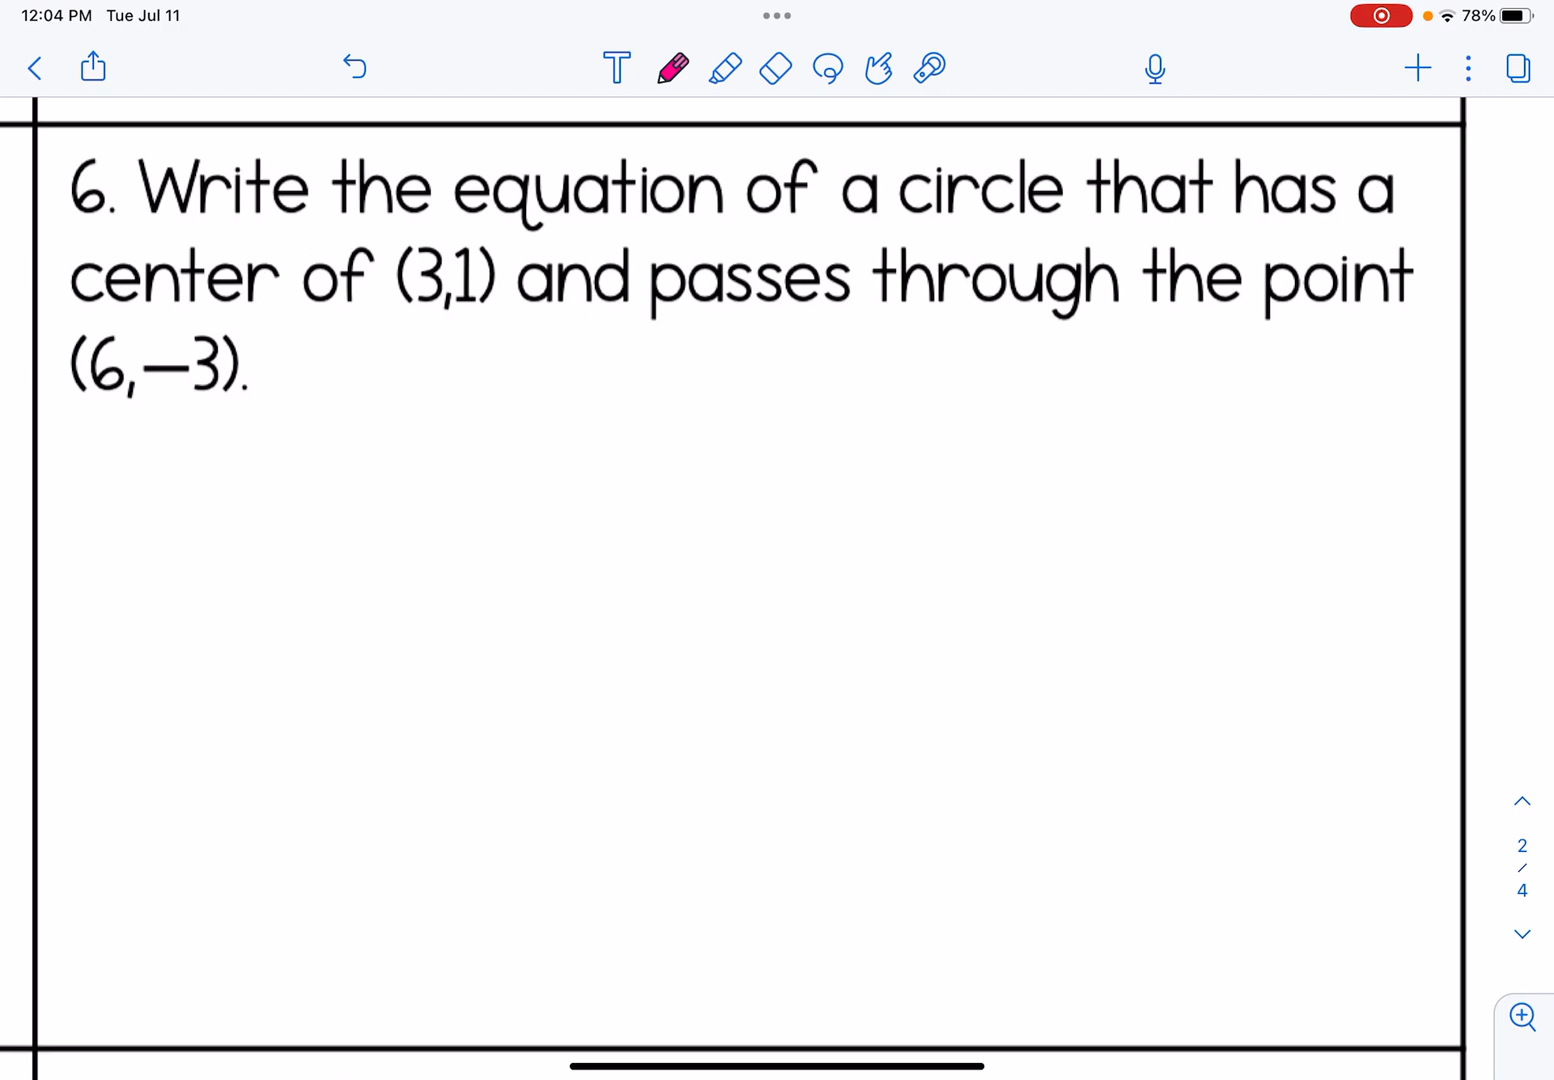 12:04 PM Tue Jul 11
78%
T
6. Write the equation of a circle that has a
center of (3,1) and passes through the point
(6,—3).
2
/
4